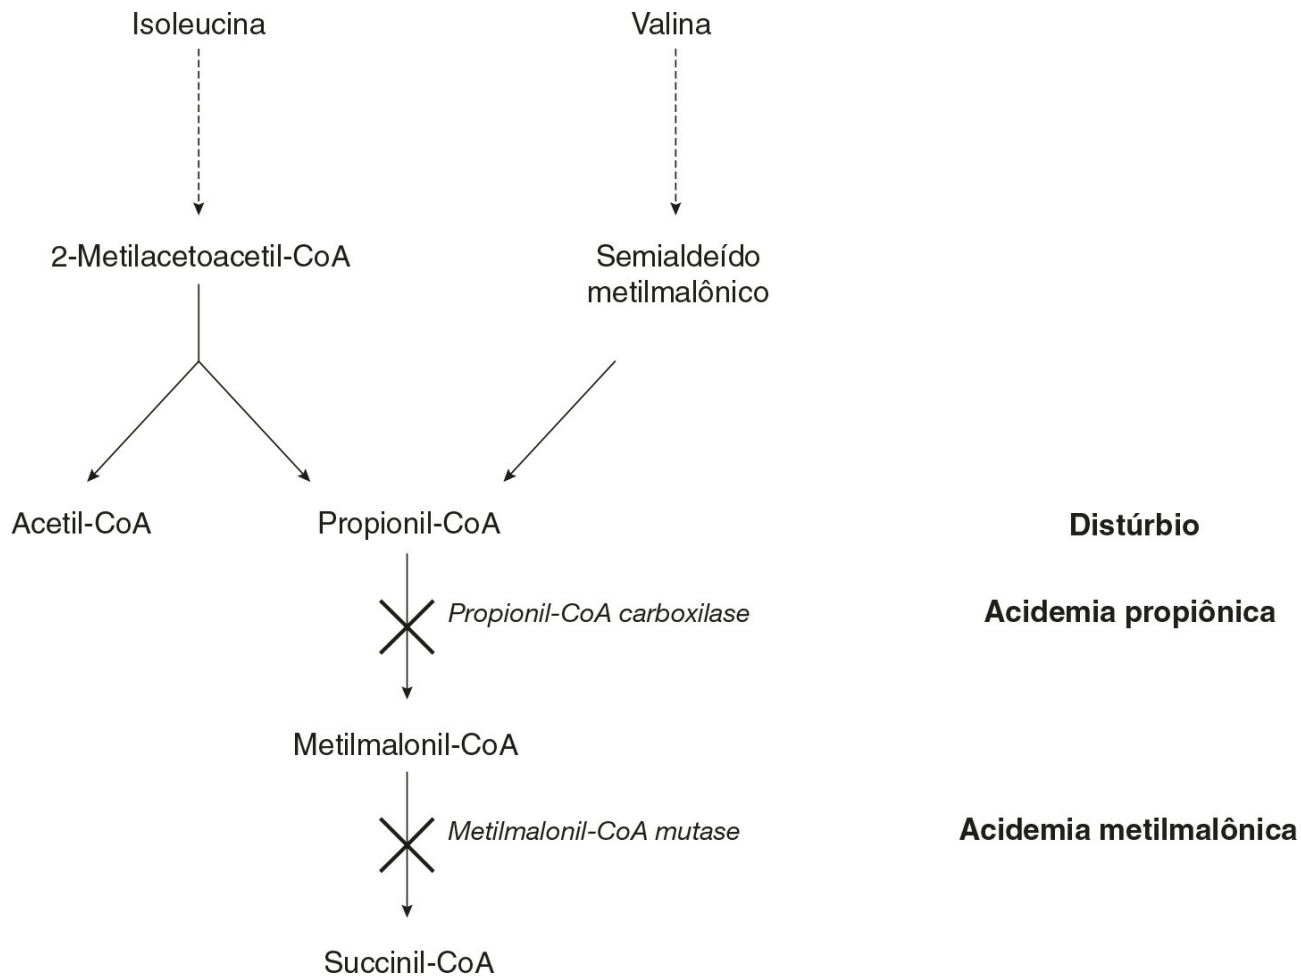 Isoleucina
Valina
2-Metilacetoacetil-CoA
Semialdeído
metilmalônico
Acetil-CoA
Propionil-CoA
Distúrbio
Propionil-CoA carboxilase
Acidemia propiônica
Metilmalonil-CoA
Metilmalonil-CoA mutase
Acidemia metilmalônica
Succinil-CoA